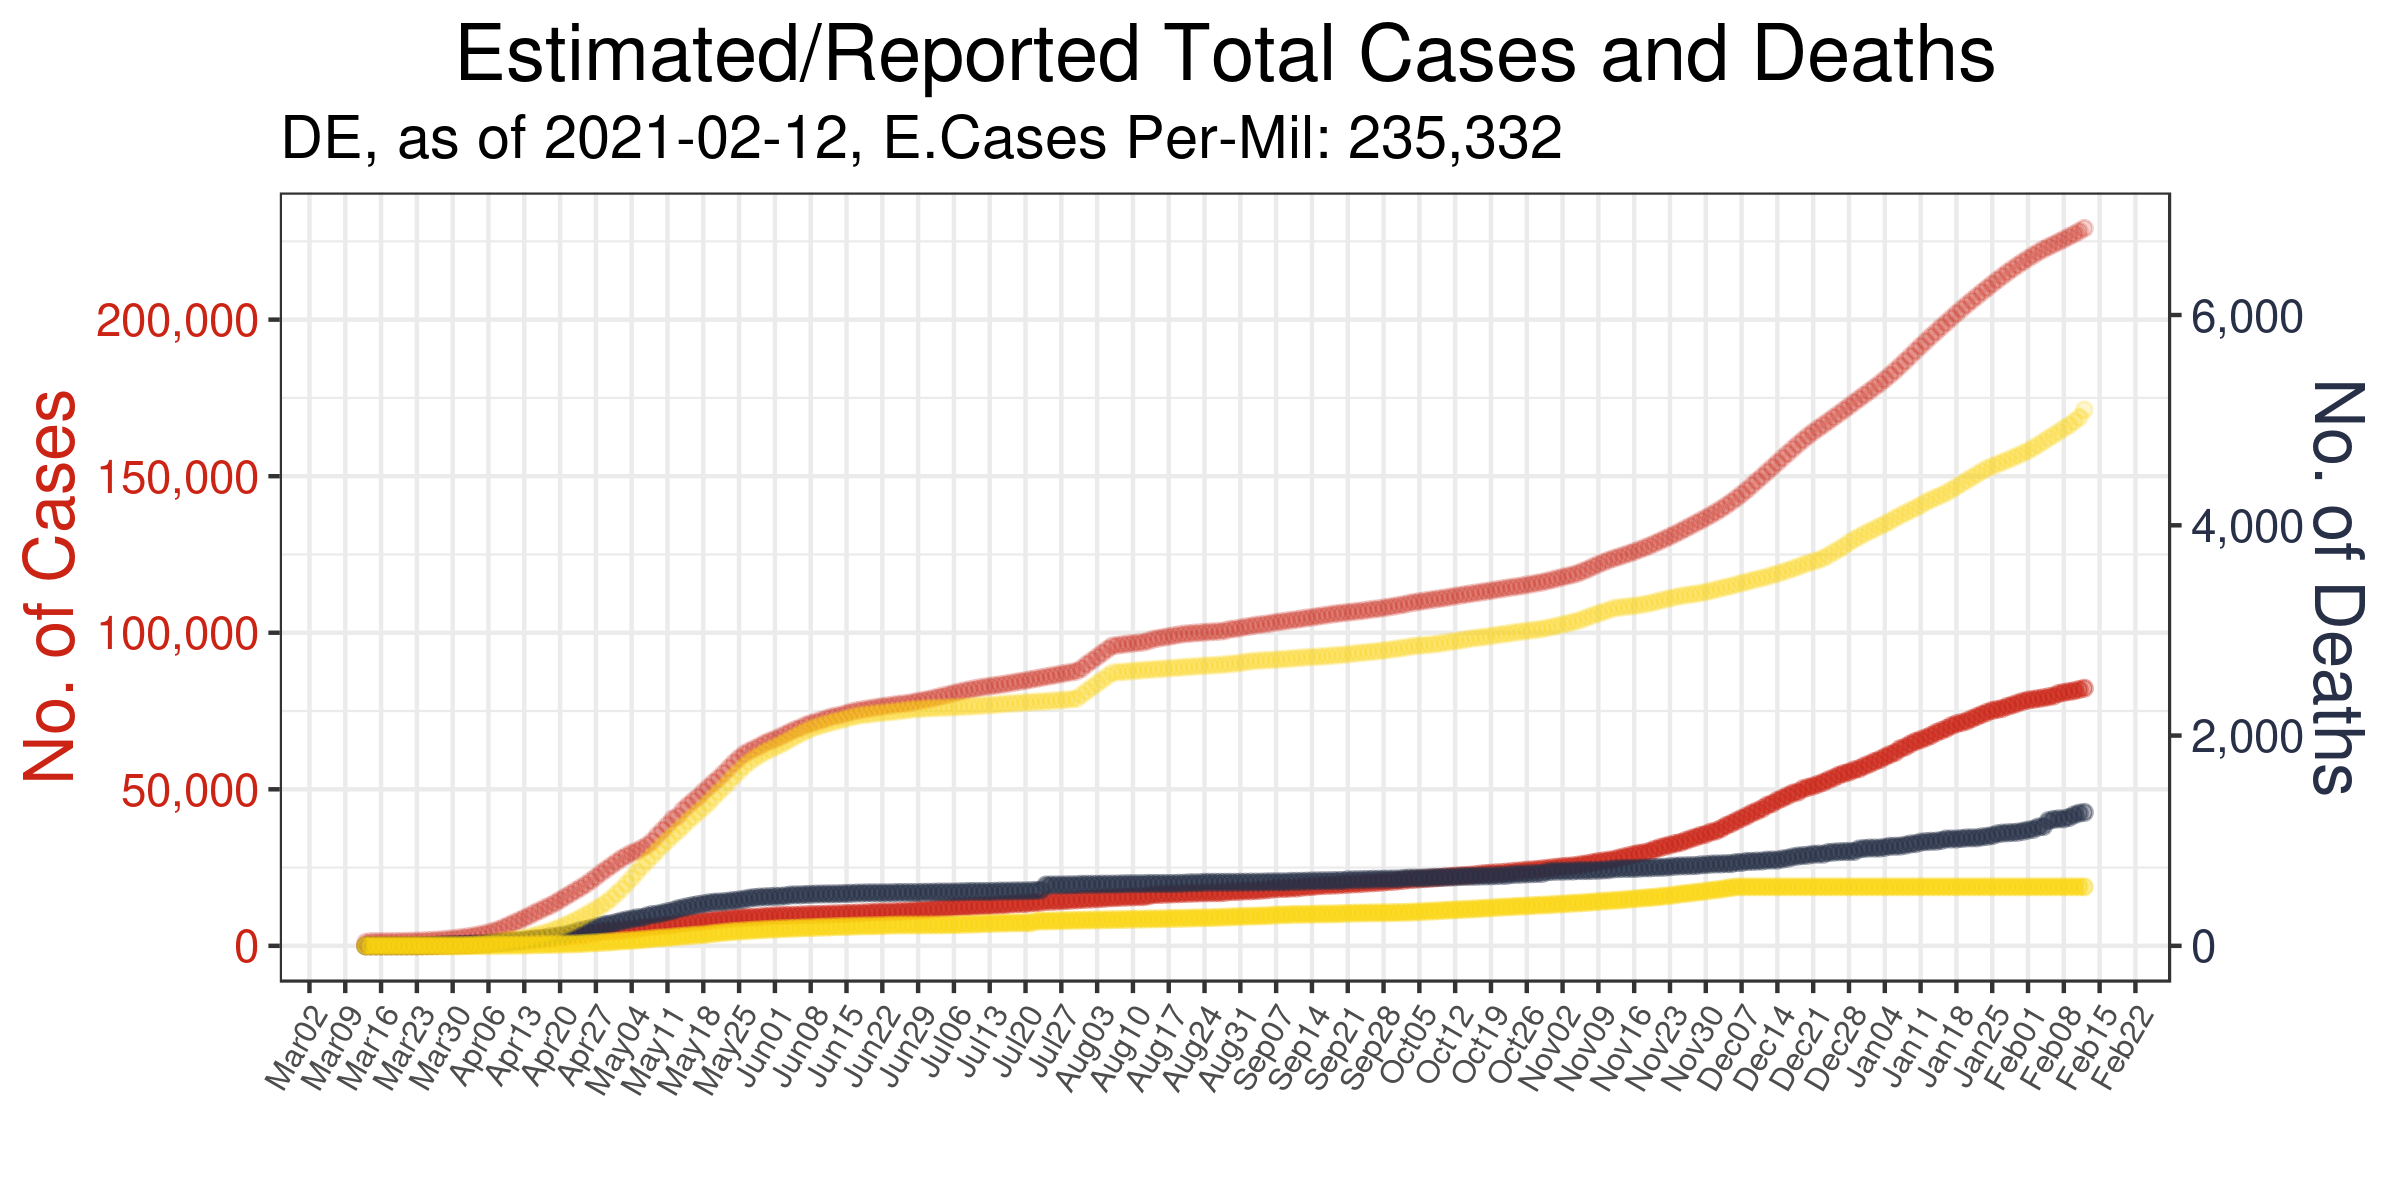 Estimated/Reported Total Cases and Deaths
DE, as of 2021-02-12, E.Cases Per-Mil: 235,332
No. of Cases
200,000
150,000
100,000
50,000
0
6,000
4,000
2,000
0
No. of Deaths
Mar02
Mar09
Mar16
Mar23
Mar30
Apr06
Apr13
Apr20
Apr27
May04
May11
May18
May25
Jun01
Jun08
Jun15
Jun22
Jun29
Jul06
Jul13
Jul20
Jul27
Aug03
Aug10
Aug17
Aug24
Aug31
Sep07
Sep14
Sep21
Sep28
Oct05
Oct12
Oct19
Oct26
Nov02
Nov09
Nov16
Nov23
Nov30
Dec07
Dec14
Dec21
Dec28
Jan04
Jan11
Jan18
Jan25
Feb01
Feb08
Feb15
Feb22